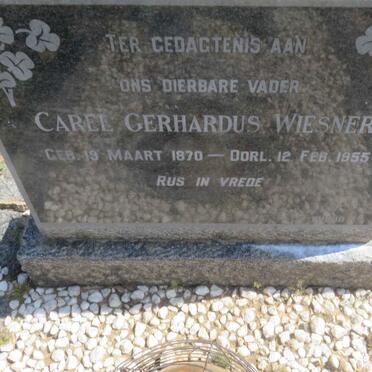 TER GEDAGTENIS AAN
ONS DIERBARE VADER
CAREL GERHARDUS WIESNER
GEB. 19 MAART 1870 — OORL. 12 FEB. 1955
RUS IN VREDE